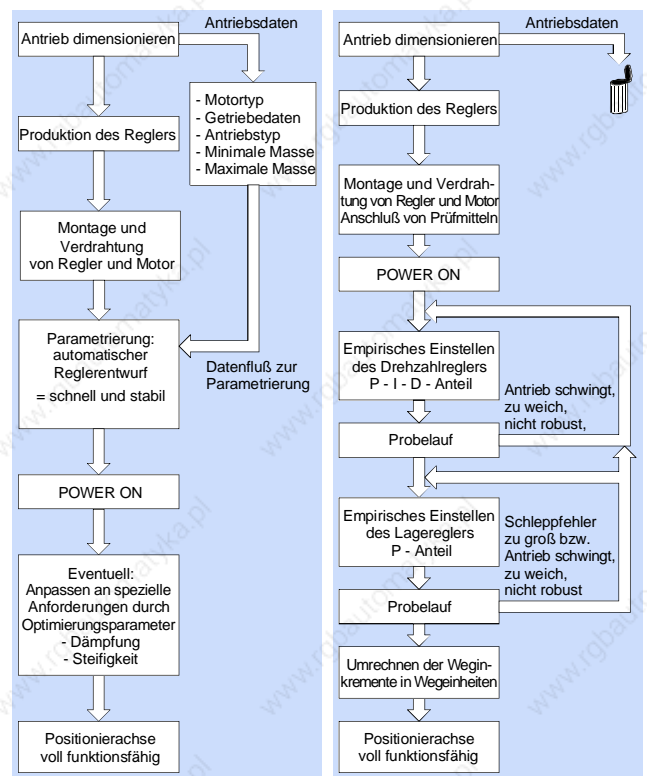 Antriebsdaten
Antrieb dimensionieren
- Motortyp
- Getriebedaten
- Antriebstyp
- Minimale Masse
- Maximale Masse
Produktion des Reglers
Montage und
Verdrahtung
von Regler und Motor
Parametrierung:
automatischer
Reglerentwurf
= schnell und stabil
Datenfluß zur
Parametrierung
POWER ON
Eventuell:
Anpassen an spezielle
Anforderungen durch
Optimierungsparameter
- Dämpfung
- Steifigkeit
Positionierachse
voll funktionsfähig
Antriebsdaten
Antrieb dimensionieren
Produktion des Reglers
Montage und Verdrah-
tung von Regler und Motor
Anschluß von Prüfmitteln
POWER ON
Empirisches Einstellen
des Drehzahlreglers
P - I - D - Anteil
Antrieb schwingt,
zu weich,
nicht robust,
Probelauf
Empirisches Einstellen
des Lagereglers
P - Anteil
Schleppfehler
zu groß bzw.
Antrieb schwingt,
zu weich,
nicht robust
Probelauf
Umrechnen der Wegin-
kremente in Wegeinheiten
Positionierachse
voll funktionsfähig
www.rgbautomatyka.pl